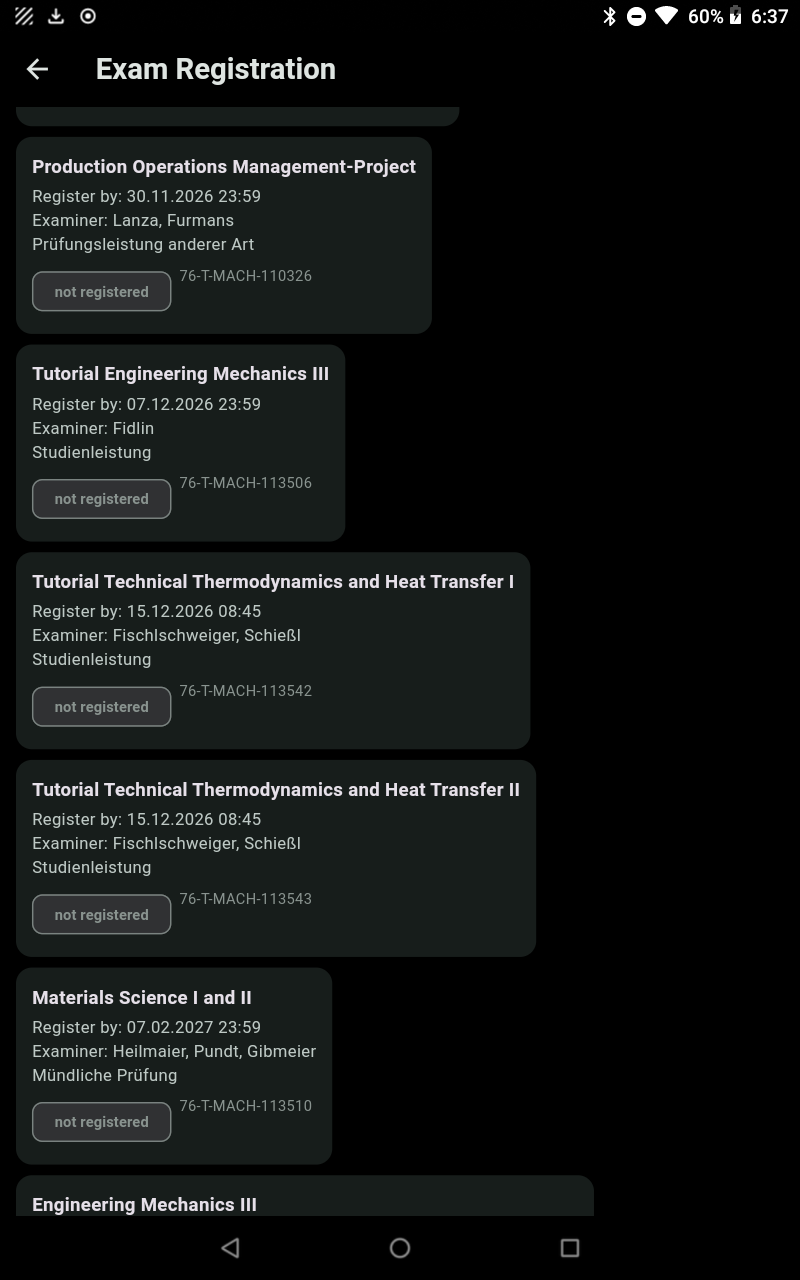 60% 6:37
Exam Registration
Production Operations Management-Project
Register by: 30.11.2026 23:59
Examiner: Lanza, Furmans
Prüfungsleistung anderer Art
not registered 76-T-MACH-110326
Tutorial Engineering Mechanics III
Register by: 07.12.2026 23:59
Examiner: Fidlin
Studienleistung
not registered 76-T-MACH-113506
Tutorial Technical Thermodynamics and Heat Transfer I
Register by: 15.12.2026 08:45
Examiner: Fischlschweiger, Schießl
Studienleistung
not registered 76-T-MACH-113542
Tutorial Technical Thermodynamics and Heat Transfer II
Register by: 15.12.2026 08:45
Examiner: Fischlschweiger, Schießl
Studienleistung
not registered 76-T-MACH-113543
Materials Science I and II
Register by: 07.02.2027 23:59
Examiner: Heilmaier, Pundt, Gibmeier
Mündliche Prüfung
not registered 76-T-MACH-113510
Engineering Mechanics III